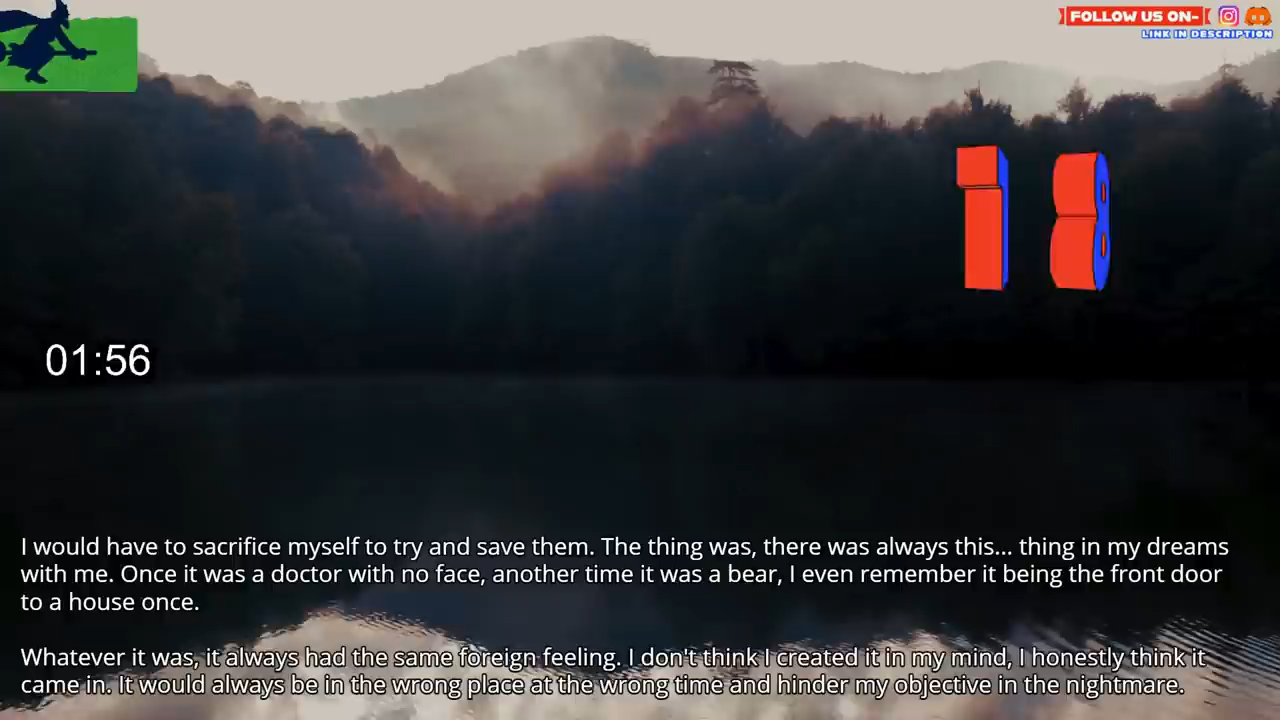 FOLLOW US ON-
LINK IN DESCRIPTION
18
01:56
I would have to sacrifice myself to try and save them. The thing was, there was always this... thing in my dreams
with me. Once it was a doctor with no face, another time it was a bear, I even remember it being the front door
to a house once.
Whatever it was, it always had the same foreign feeling. I don't think I created it in my mind, I honestly think it
came in. It would always be in the wrong place at the wrong time and hinder my objective in the nightmare.